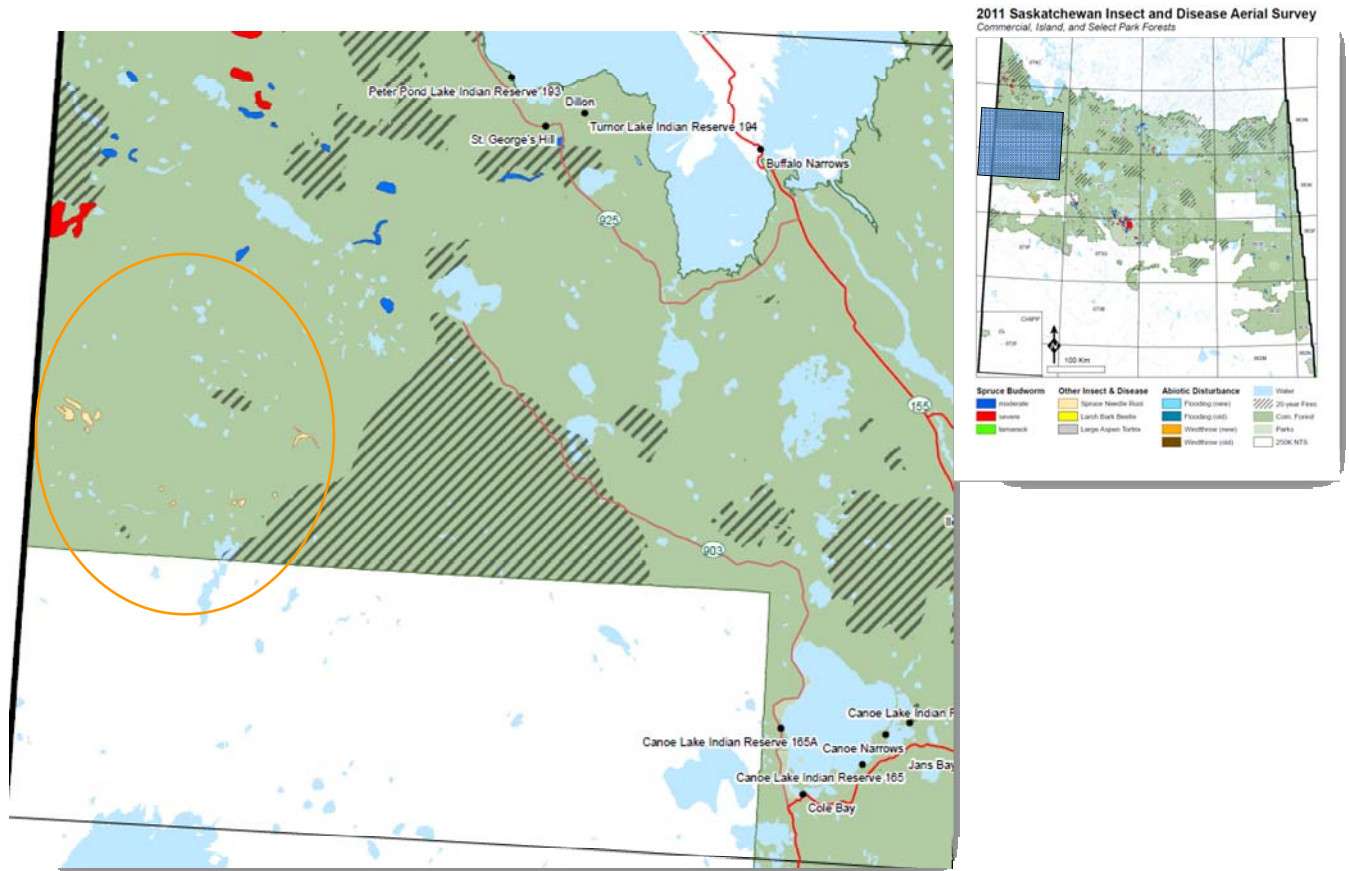 2011 Saskatchewan Insect and Disease Aerial Survey
Commercial, Island, and Select Park Forests
Peter Pond Lake Indian Reserve 193
Dillon
Turnor Lake Indian Reserve 194
St. George's Hill
Buffalo Narrows
925
155
903
Canoe Lake Indian R
Canoe Lake Indian Reserve 165A
Canoe Narrows
Jans Bay
Canoe Lake Indian Reserve 165
Cole Bay
100 Km
Spruce Budworm
moderate
severe
tamarack
Other Insect & Disease
Spruce Needle Rust
Larch Bark Beetle
Large Aspen Tortrix
Abiotic Disturbance
Flooding (new)
Flooding (old)
Windthrow (new)
Windthrow (old)
Water
20-year Fires
Com. Forest
Parks
250K NTS